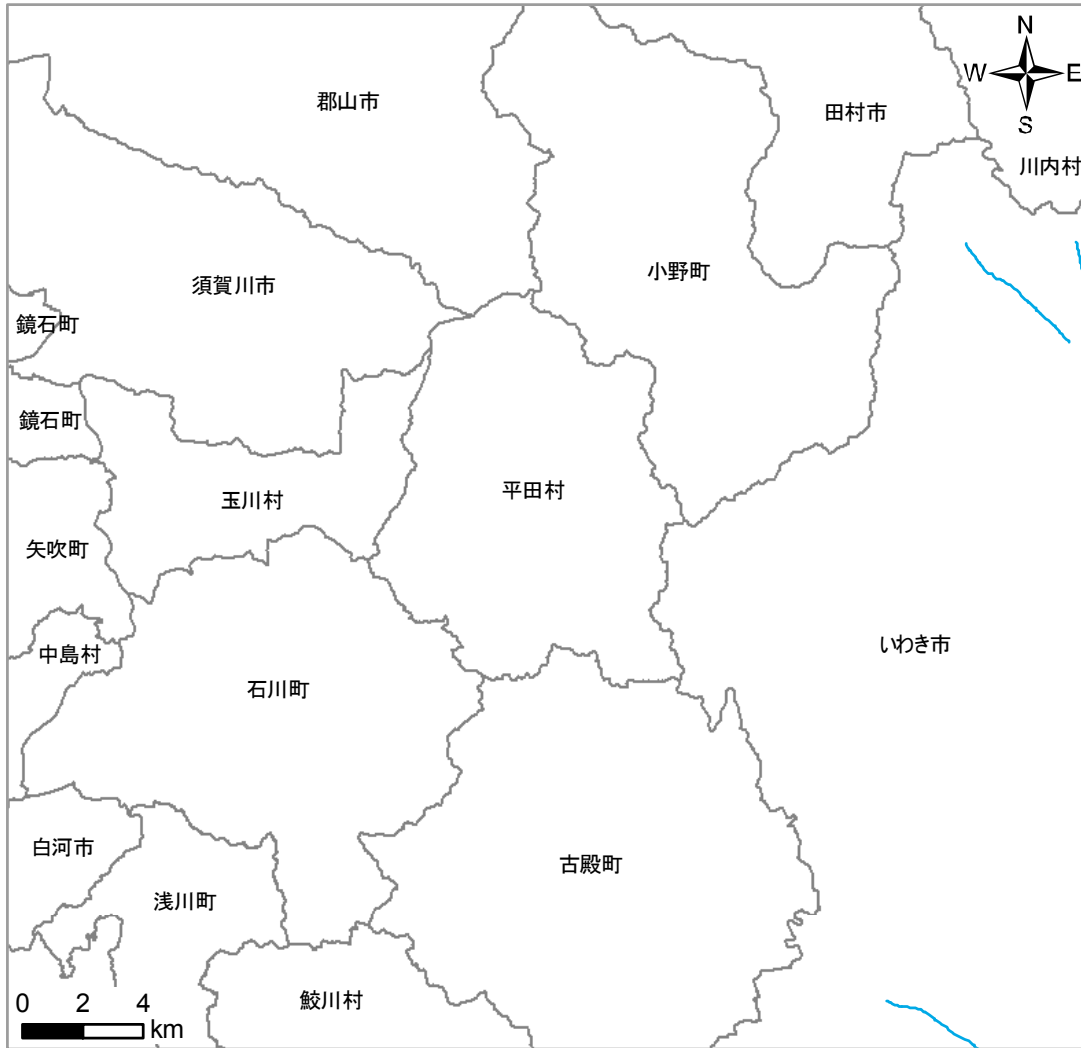 N
郡山市
W
E
田村市
S
川内村
小野町
須賀川市
鏡石町
鏡石町
平田村
玉川村
矢吹町
いわき市
中島村
石川町
白河市
古殿町
浅川町
鮫川村
0 2 4
km